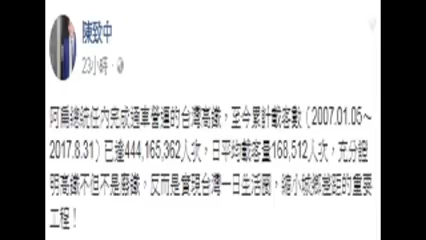 陳致中
23小時
阿扁總統任內完成通車營運的台灣高鐵，至今累計載客數（2007.01.05～
2017.8.31）已逾444,165,362人次，日平均載客量168,512人次，充分證
明高鐵不但不是廢鐵，反而是實現台灣一日生活圈，縮小城鄉差距的重要
工程！